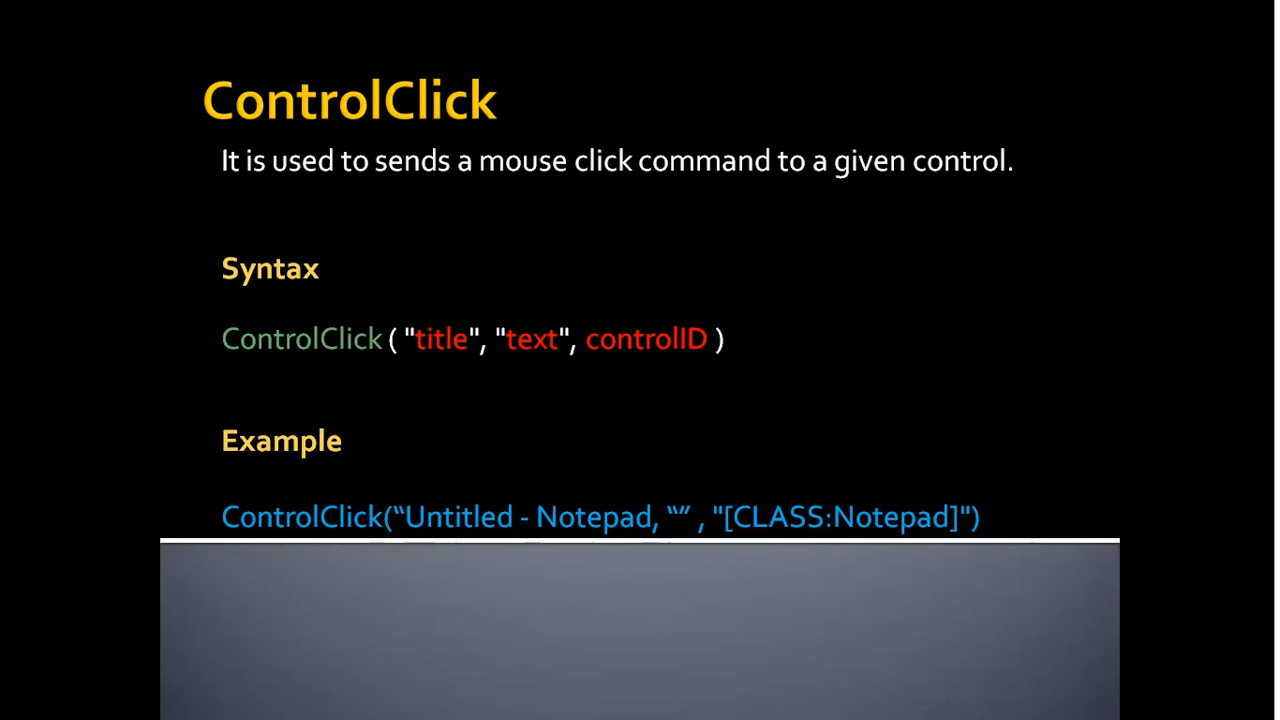 ControlClick
It is used to sends a mouse click command to a given control.
Syntax
ControlClick ( "title", "text", controlID )
Example
ControlClick(“Untitled - Notepad, “” , "[CLASS:Notepad]")